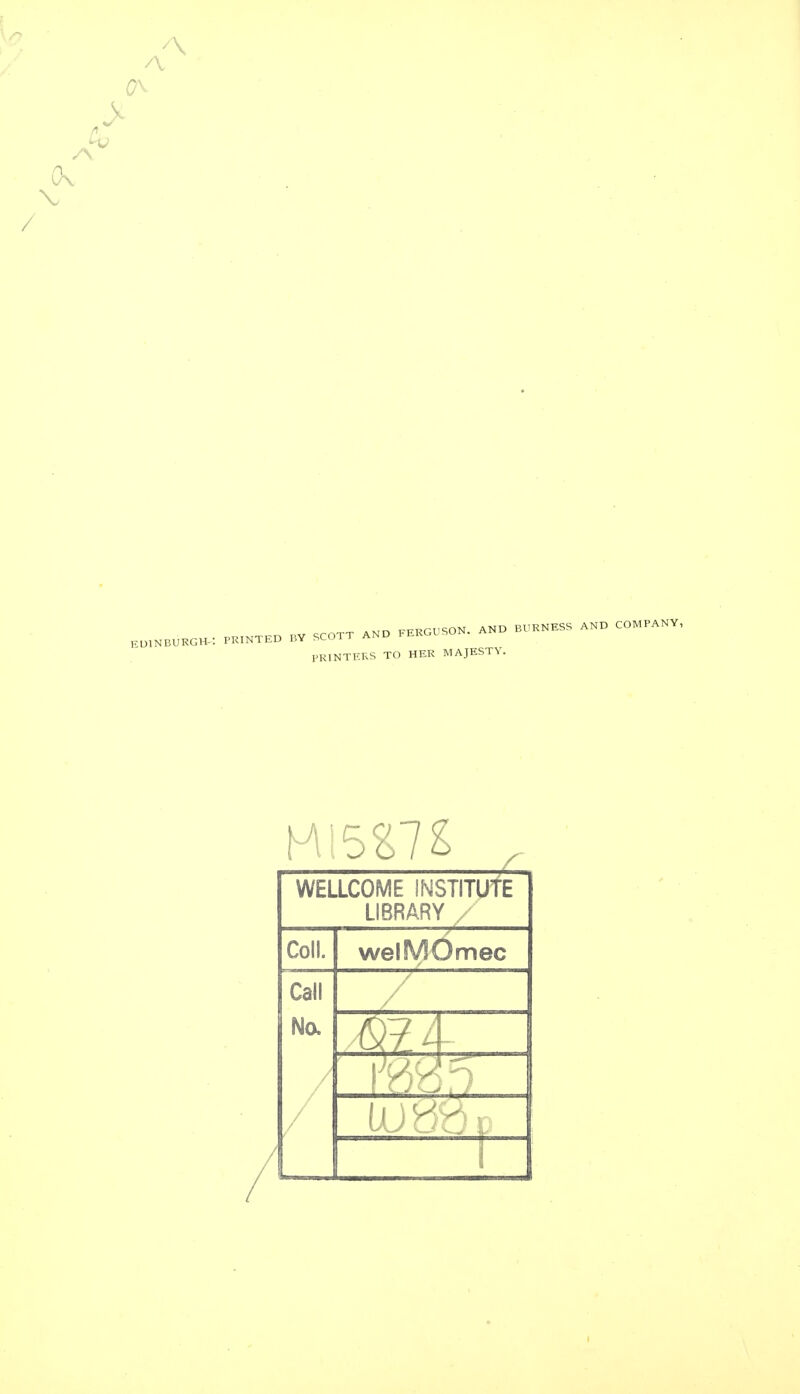 EDINBURGH: PRINTED BY SCOTT AND FERGUSON, AND BURNESS AND COMPANY,
PRINTERS TO HER MAJESTY.
M15878
WELLCOME INSTITUTE
LIBRARY
Coll. welMOmec
Call
No.
1885
W88p